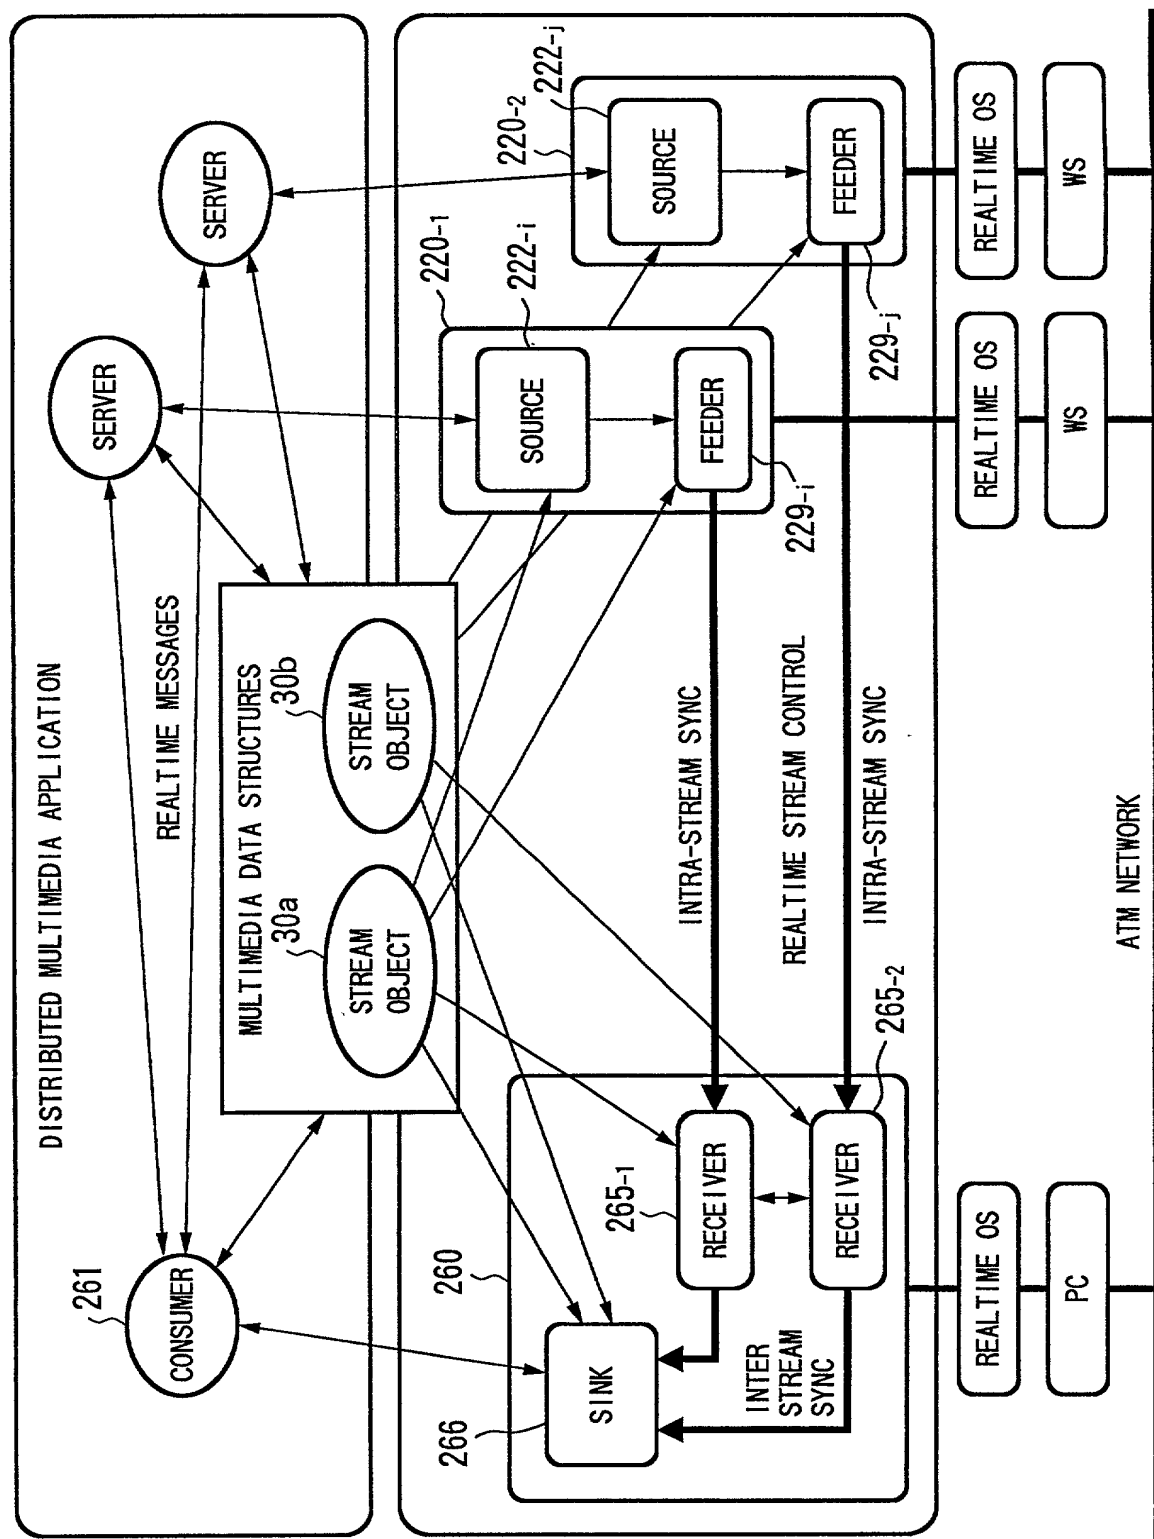 DISTRIBUTED MULTIMEDIA APPLICATION
261
CONSUMER
REALTIME MESSAGES
SERVER
SERVER
MULTIMEDIA DATA STRUCTURES
30a
STREAM
OBJECT
30b
STREAM
OBJECT
220-1
222-i
SOURCE
FEEDER
229-i
220-2
222-j
SOURCE
FEEDER
229-j
260
266
SINK
265-1
RECEIVER
RECEIVER
265-2
INTER
STREAM
SYNC
INTRA-STREAM SYNC
REALTIME STREAM CONTROL
INTRA-STREAM SYNC
REALTIME OS
REALTIME OS
REALTIME OS
PC
WS
WS
ATM NETWORK